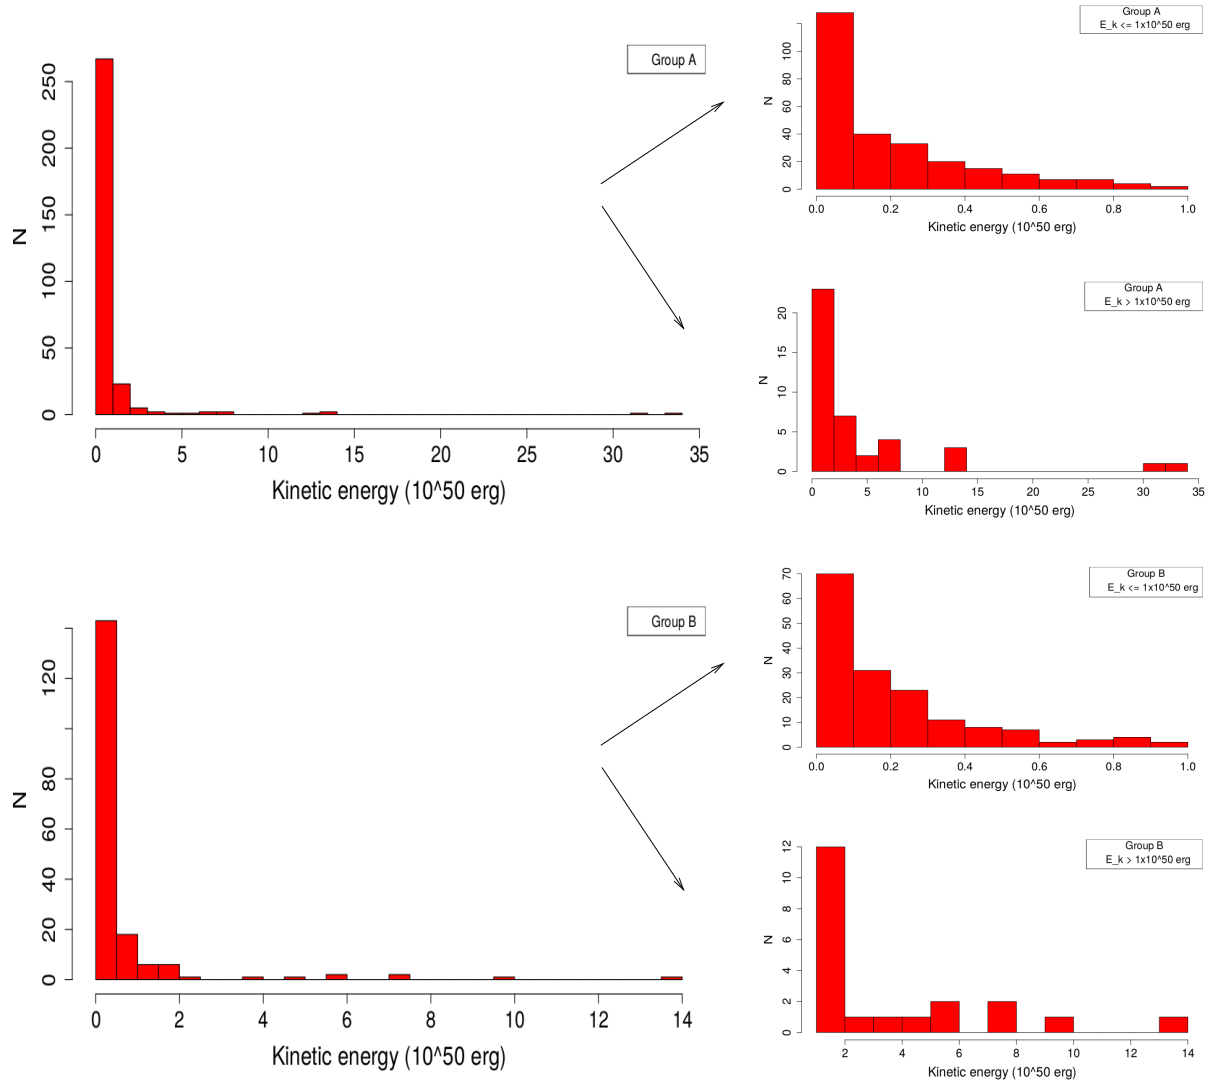 Group A
N
0 50 100 150 200 250
0 5 10 15 20 25 30 35
Kinetic energy (10^50 erg)
Group A
E_k <= 1x10^50 erg
N
0 20 40 60 80 100
0.0 0.2 0.4 0.6 0.8 1.0
Kinetic energy (10^50 erg)
Group A
E_k > 1x10^50 erg
N
0 5 10 15 20
0 5 10 15 20 25 30 35
Kinetic energy (10^50 erg)
Group B
N
0 20 40 60 80 120
0 2 4 6 8 10 12 14
Kinetic energy (10^50 erg)
Group B
E_k <= 1x10^50 erg
N
0 10 20 30 40 50 60 70
0.0 0.2 0.4 0.6 0.8 1.0
Kinetic energy (10^50 erg)
Group B
E_k > 1x10^50 erg
N
0 2 4 6 8 10 12
2 4 6 8 10 12 14
Kinetic energy (10^50 erg)